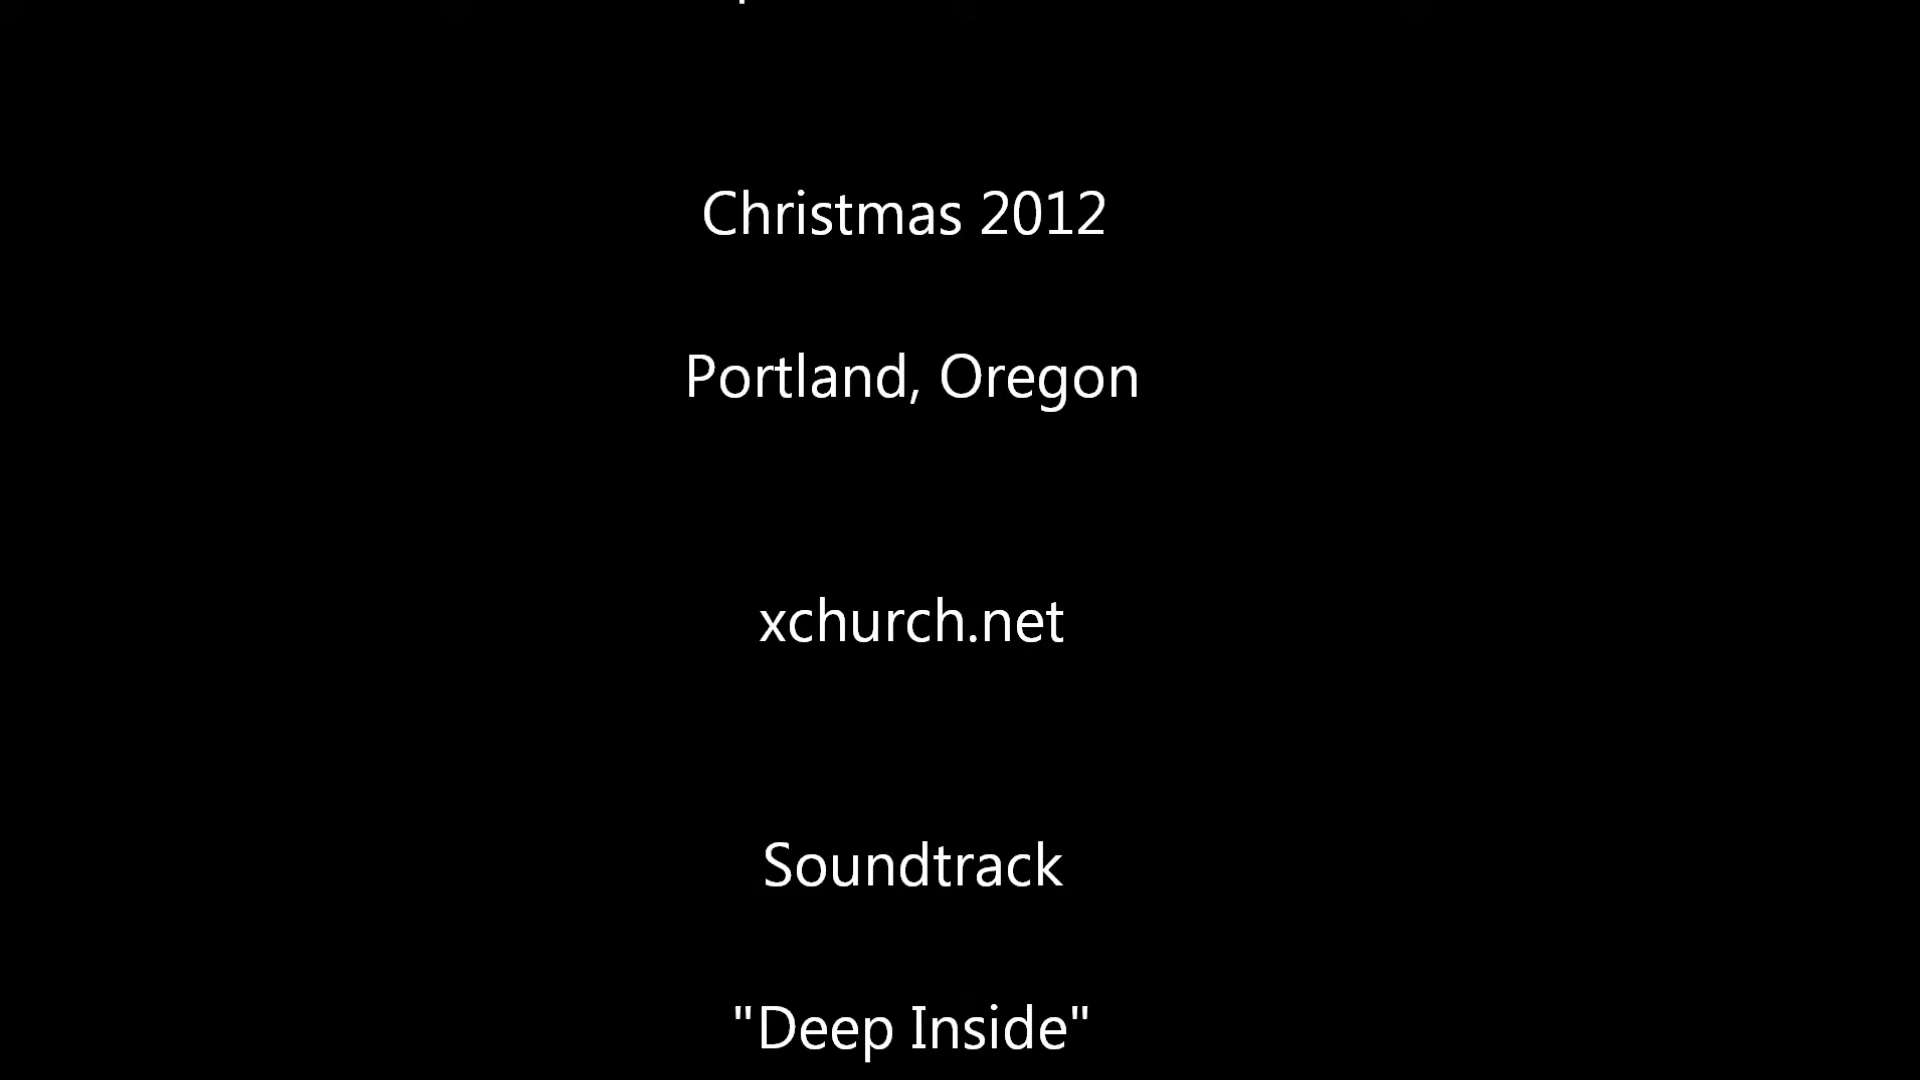 Christmas 2012
Portland, Oregon
xchurch.net
Soundtrack
"Deep Inside"